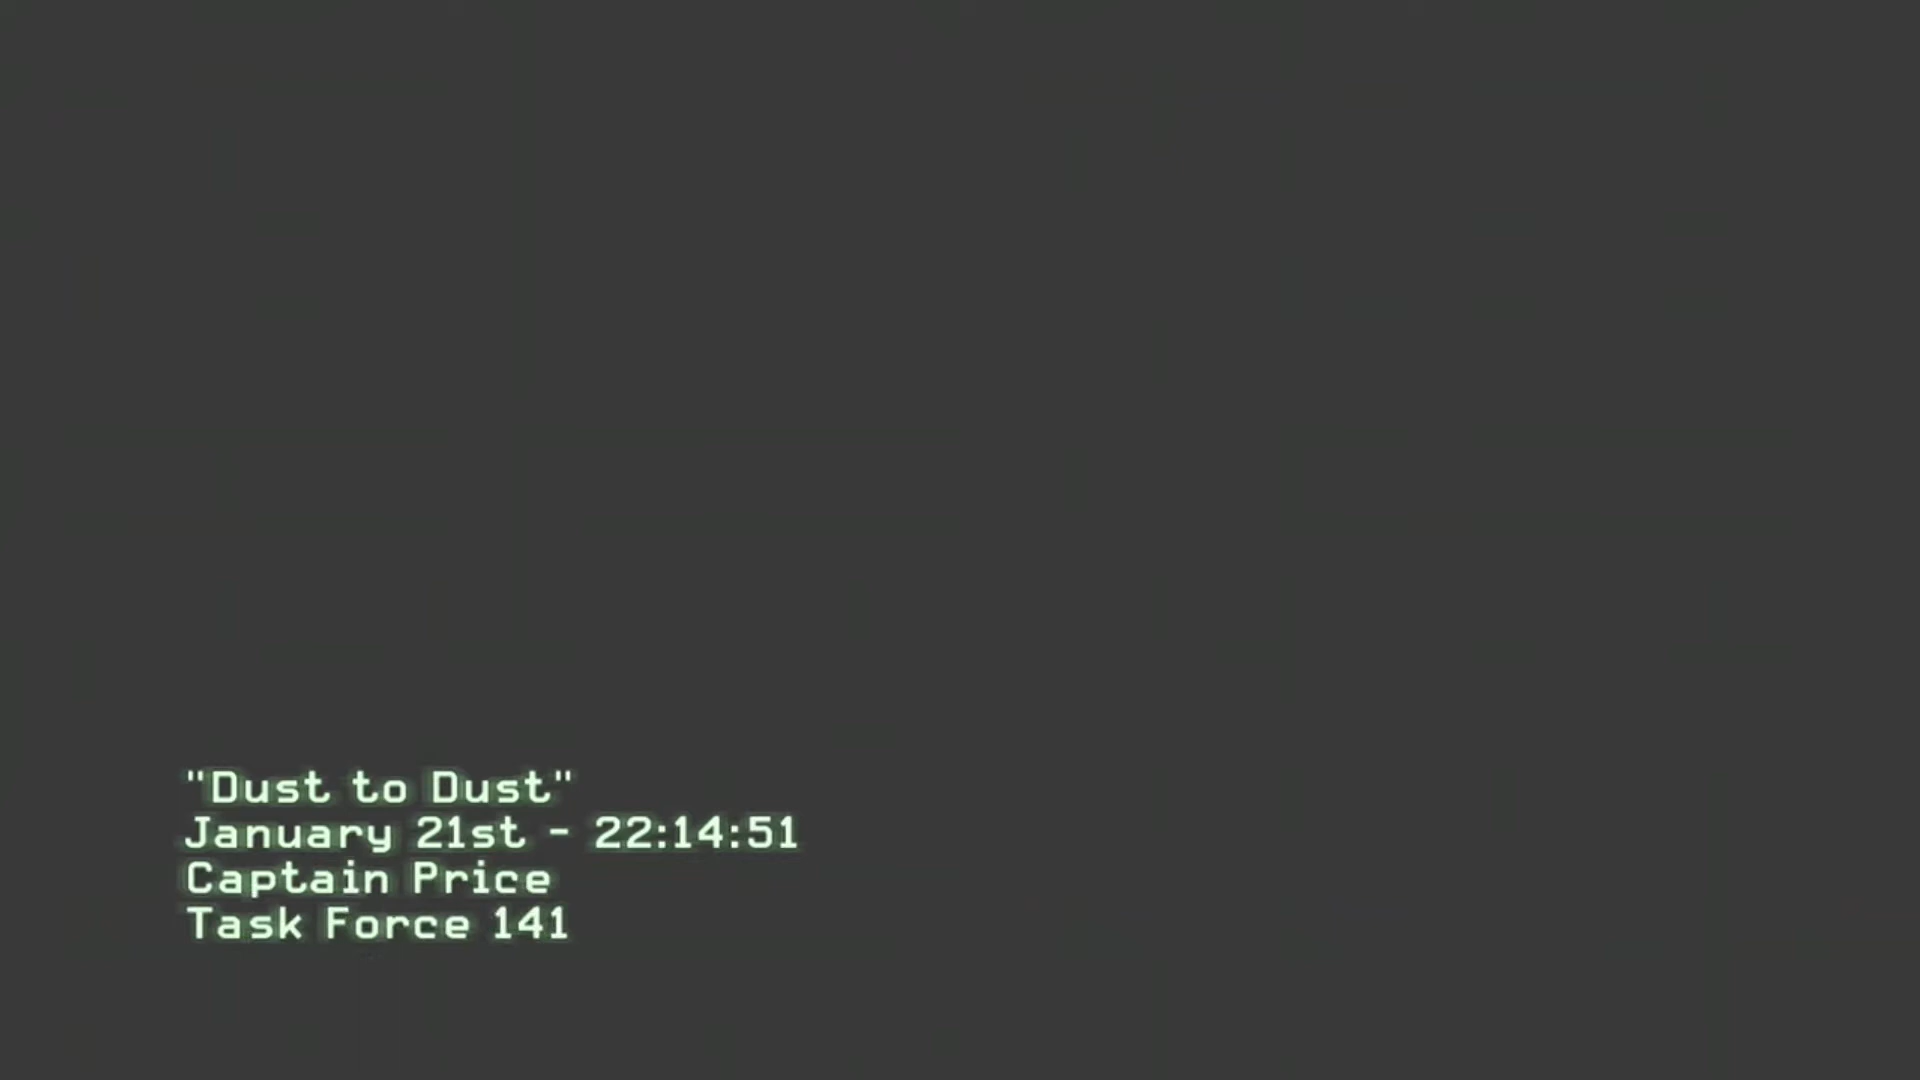 "Dust to Dust"
January 21st - 22:14:51
Captain Price
Task Force 141